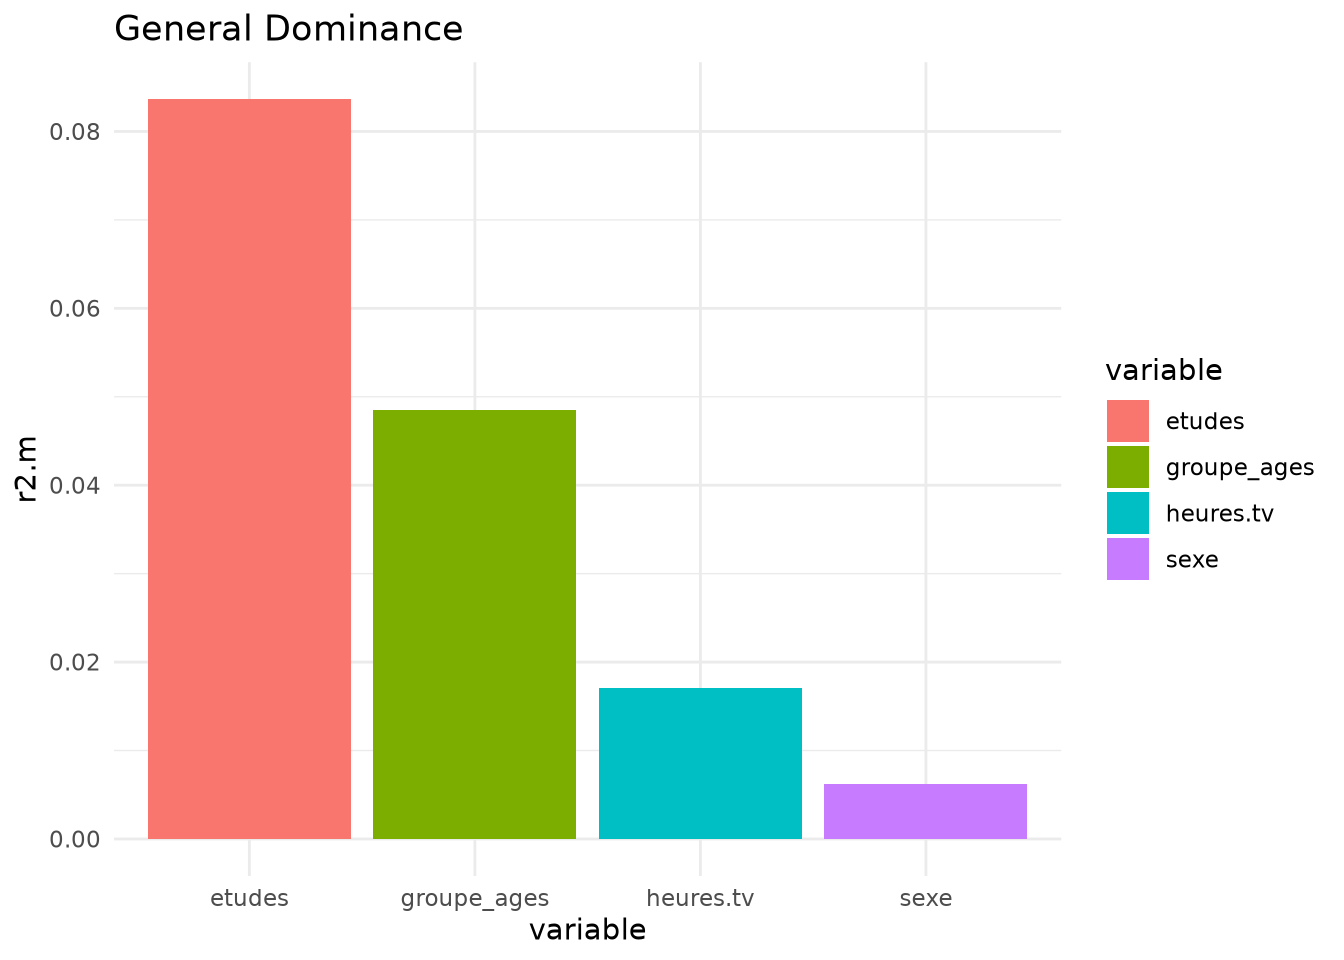 General Dominance
r2.m
0.08
0.06
0.04
0.02
0.00
etudes
groupe_ages
heures.tv
sexe
variable
variable
etudes
groupe_ages
heures.tv
sexe